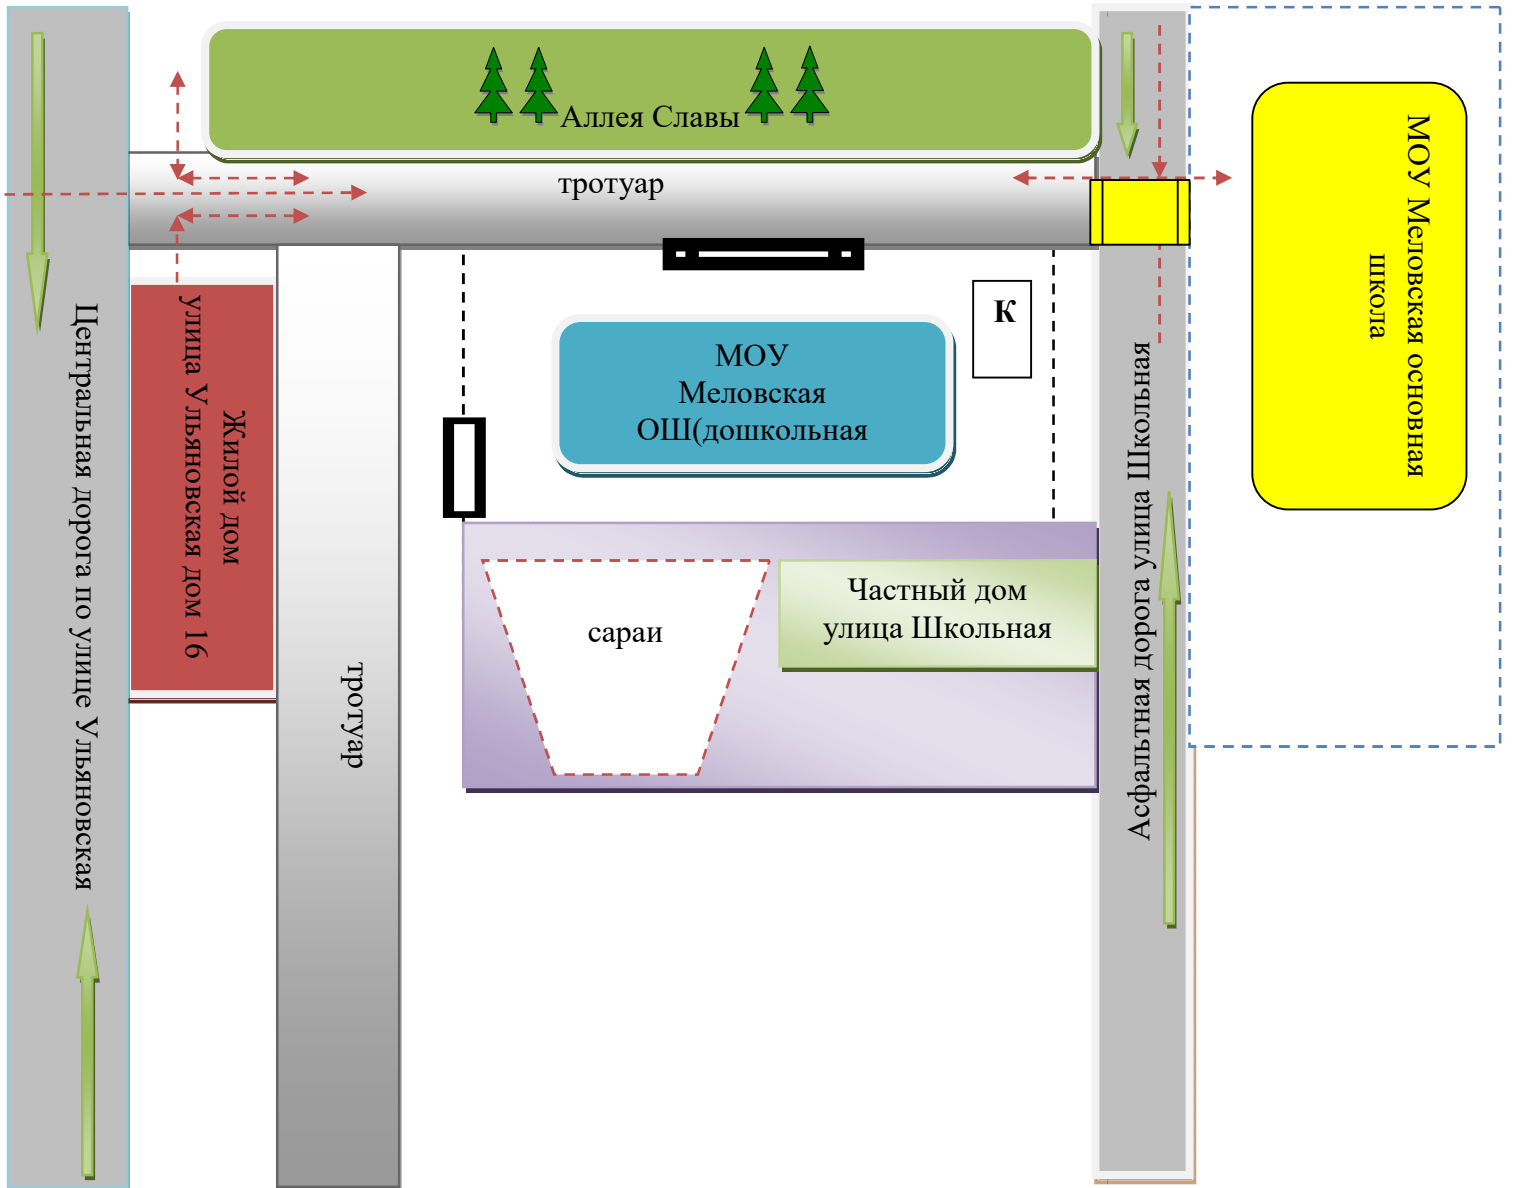 Аллея Славы
тротуар
К
МОУ
Меловская
ОШ(дошкольная
Частный дом
улица Школьная
сараи
Центральная дорога по улице Ульяновская
Жилой дом
улица Ульяновская дом 16
тротуар
Асфальтная дорога улица Школьная
МОУ Меловская основная
школа